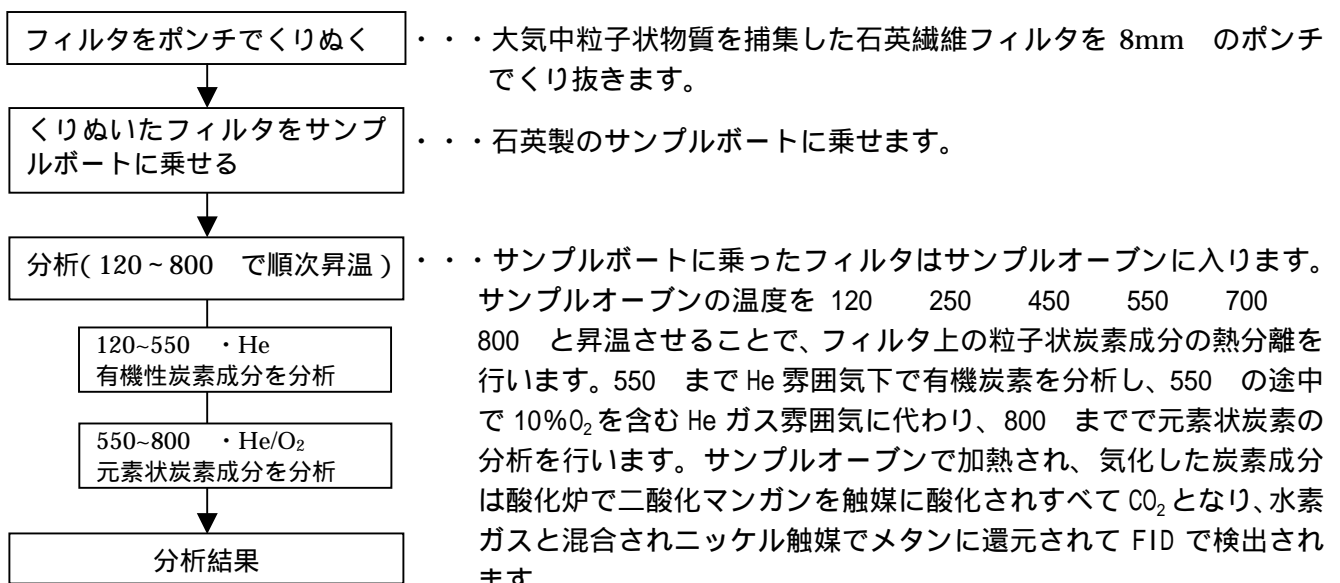 フィルタをポンチでくりぬく
・・・大気中粒子状物質を捕集した石英繊維フィルタを 8mm のポンチ
でくり抜きます。
くりぬいたフィルタをサンプ
ルボートに乗せる
・・・石英製のサンプルボートに乗せます。
分析(120~800 で順次昇温)
・・・サンプルボートに乗ったフィルタはサンプルオーブンに入ります。
サンプルオーブンの温度を 120 250 450 550 700
800 と昇温させることで、フィルタ上の粒子状炭素成分の熱分離を
行います。550 まで He 雰囲気下で有機炭素を分析し、550 の途中
で 10%O₂を含む He ガス雰囲気に代わり、800 までで元素状炭素の
分析を行います。サンプルオーブンで加熱され、気化した炭素成分
は酸化炉で二酸化マンガンを触媒に酸化されすべて CO₂となり、水素
ガスと混合されニッケル触媒でメタンに還元されて FID で検出され
ます
120~550 ・He
有機性炭素成分を分析
550~800 ・He/O₂
元素状炭素成分を分析
分析結果